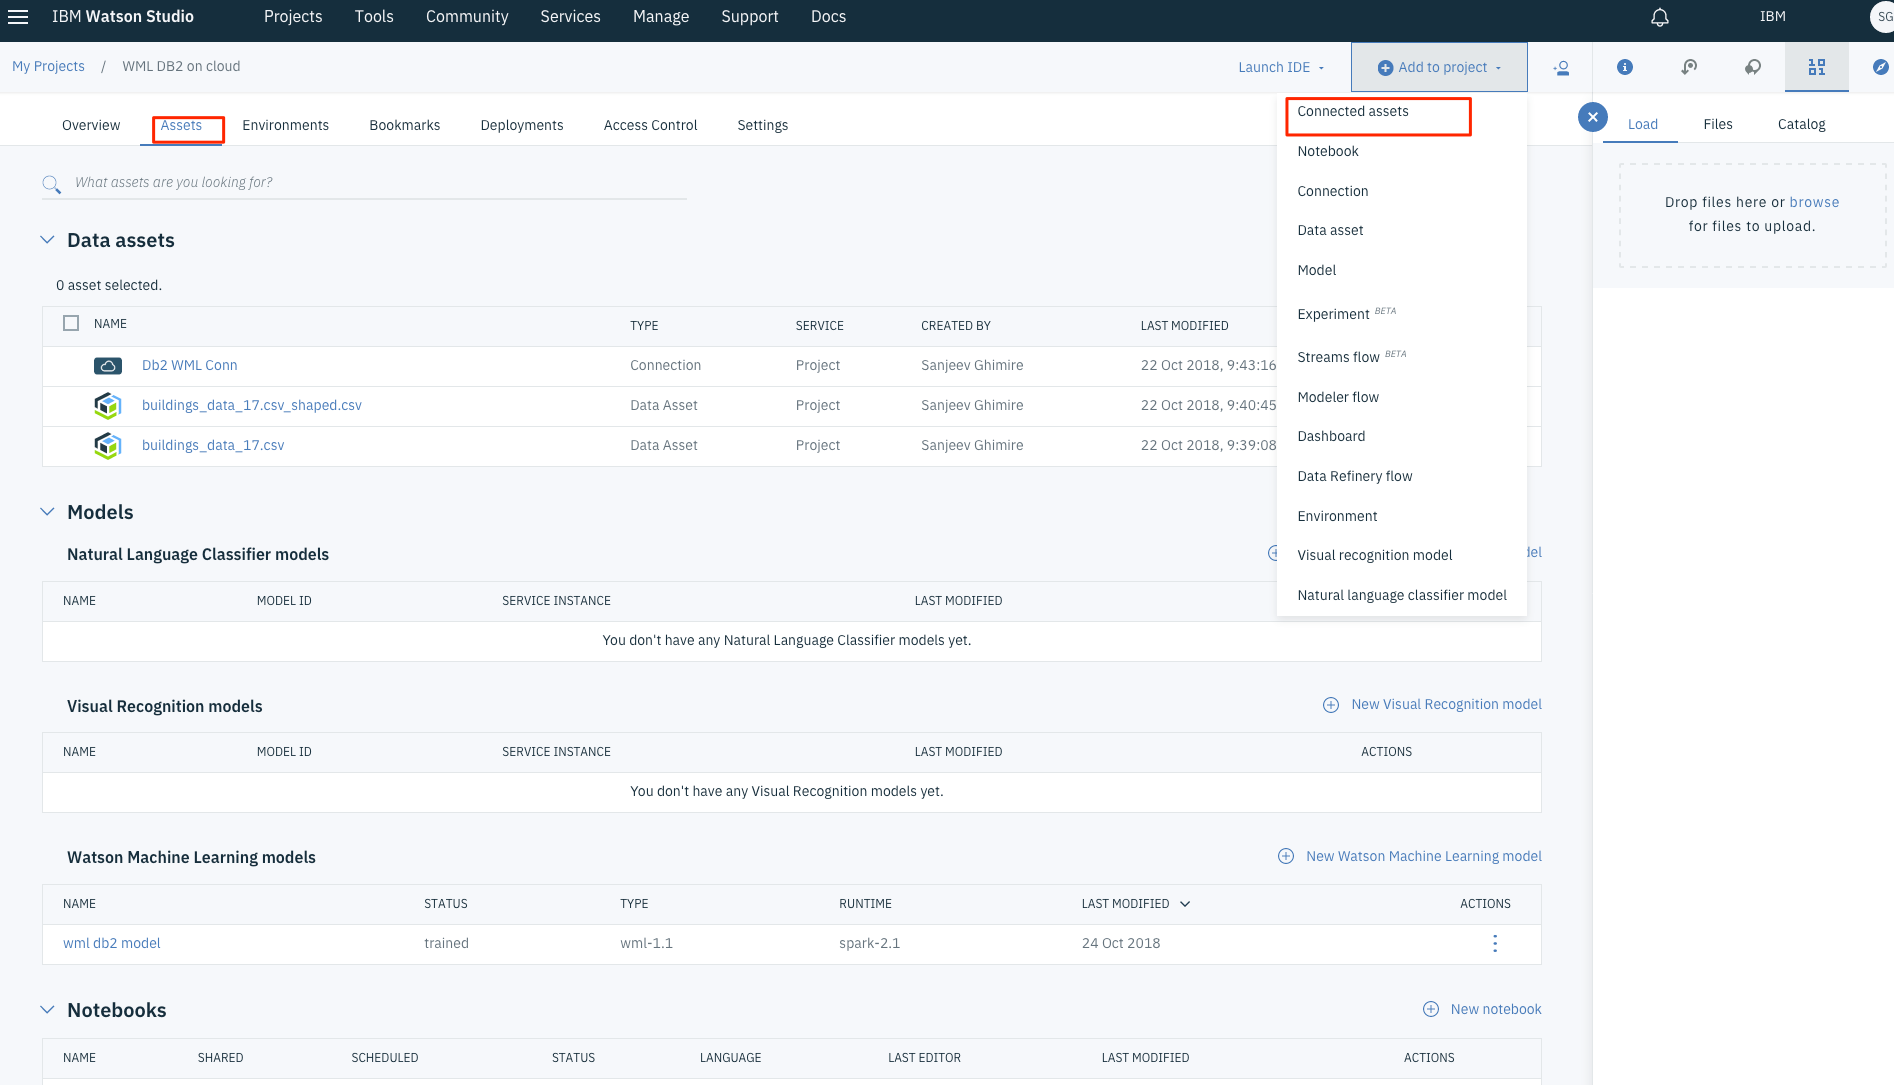 IBM Watson Studio Projects Tools Community Services Manage Support Docs IBM SG
My Projects / WML DB2 on cloud Launch IDE Add to project
Overview Assets Environments Bookmarks Deployments Access Control Settings
Connected assets
Notebook
Connection
Data asset
Model
Experiment BETA
Streams flow BETA
Modeler flow
Dashboard
Data Refinery flow
Environment
Visual recognition model
Natural language classifier model
Load Files Catalog
Drop files here or browse
for files to upload.
What assets are you looking for?
Data assets
0 asset selected.
NAME TYPE SERVICE CREATED BY LAST MODIFIED
Db2 WML Conn Connection Project Sanjeev Ghimire 22 Oct 2018, 9:43:16
buildings_data_17.csv_shaped.csv Data Asset Project Sanjeev Ghimire 22 Oct 2018, 9:40:45
buildings_data_17.csv Data Asset Project Sanjeev Ghimire 22 Oct 2018, 9:39:08
Models
Natural Language Classifier models
NAME MODEL ID SERVICE INSTANCE LAST MODIFIED
You don't have any Natural Language Classifier models yet.
Visual Recognition models New Visual Recognition model
NAME MODEL ID SERVICE INSTANCE LAST MODIFIED ACTIONS
You don't have any Visual Recognition models yet.
Watson Machine Learning models New Watson Machine Learning model
NAME STATUS TYPE RUNTIME LAST MODIFIED ACTIONS
wml db2 model trained wml-1.1 spark-2.1 24 Oct 2018
Notebooks New notebook
NAME SHARED SCHEDULED STATUS LANGUAGE LAST EDITOR LAST MODIFIED ACTIONS